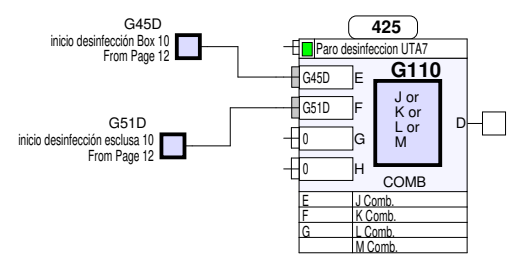 G45D
inicio desinfección Box 10
From Page 12
G51D
inicio desinfección esclusa 10
From Page 12
425
Paro desinfeccion UTA7
G110
G45D E
G51D F
0 G
0 H
J or
K or
L or
M
D
COMB
E J Comb.
F K Comb.
G L Comb.
M Comb.